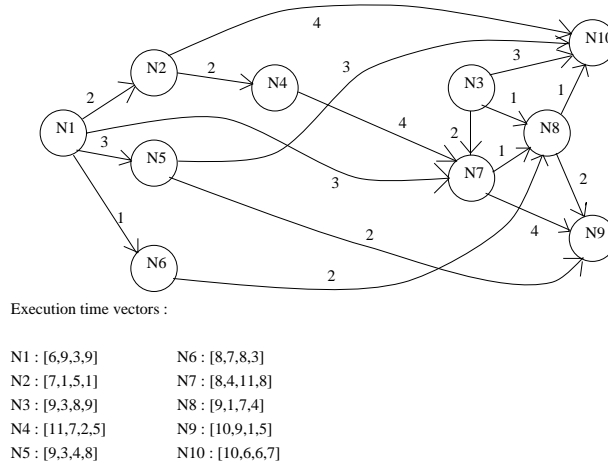 4
N10
2
3
N2
3
2
N4
N3
1
1
2
4
N1
3
N5
2
1
N8
3
N7
2
1
2
4
N9
N6
2
Execution time vectors :
N1 : [6,9,3,9] N6 : [8,7,8,3]
N2 : [7,1,5,1] N7 : [8,4,11,8]
N3 : [9,3,8,9] N8 : [9,1,7,4]
N4 : [11,7,2,5] N9 : [10,9,1,5]
N5 : [9,3,4,8] N10 : [10,6,6,7]